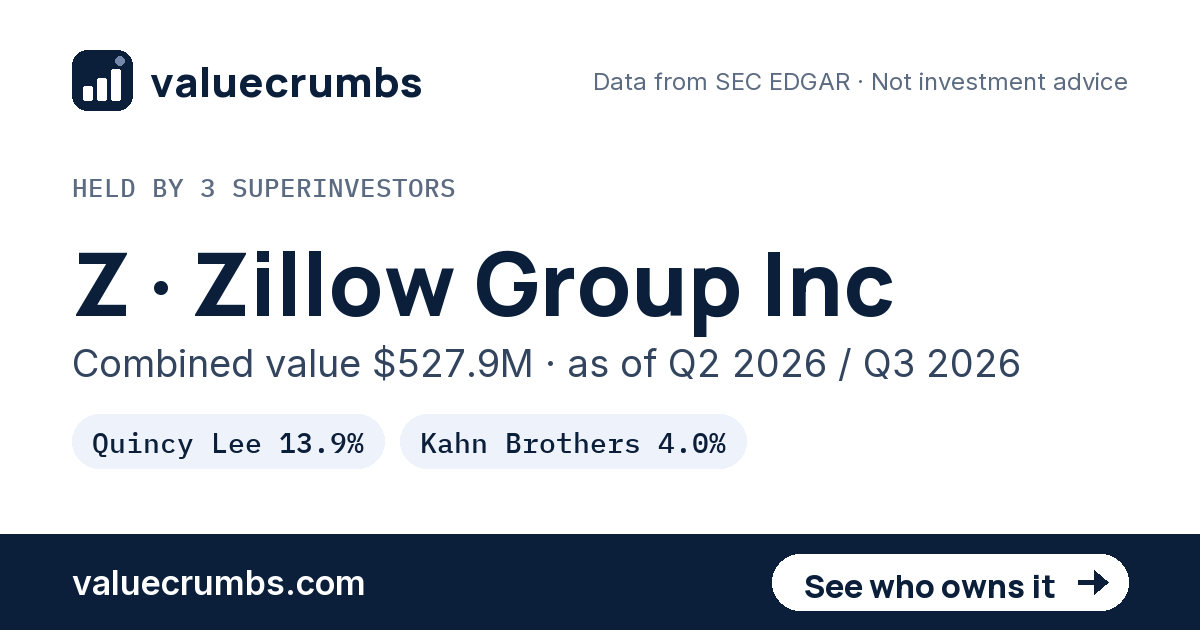 valuecrumbs
Data from SEC EDGAR · Not investment advice
HELD BY 3 SUPERINVESTORS
Z · Zillow Group Inc
Combined value $527.9M · as of Q2 2026 / Q3 2026
Quincy Lee 13.9%
Kahn Brothers 4.0%
valuecrumbs.com
See who owns it →